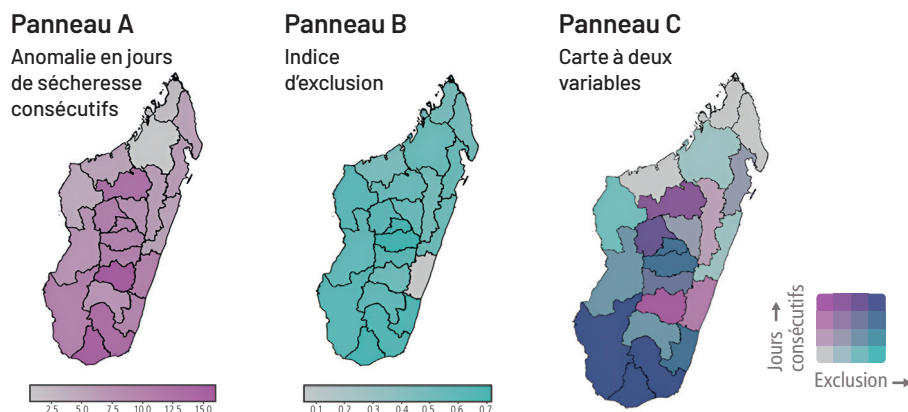 Panneau A
Anomalie en jours
de sécheresse
consécutifs
2.5 5.0 7.5 10.0 12.5 15.0
Panneau B
Indice
d'exclusion
0.1 0.2 0.3 0.4 0.5 0.6 0.7
Panneau C
Carte à deux
variables
Jours
consécutifs
Exclusion